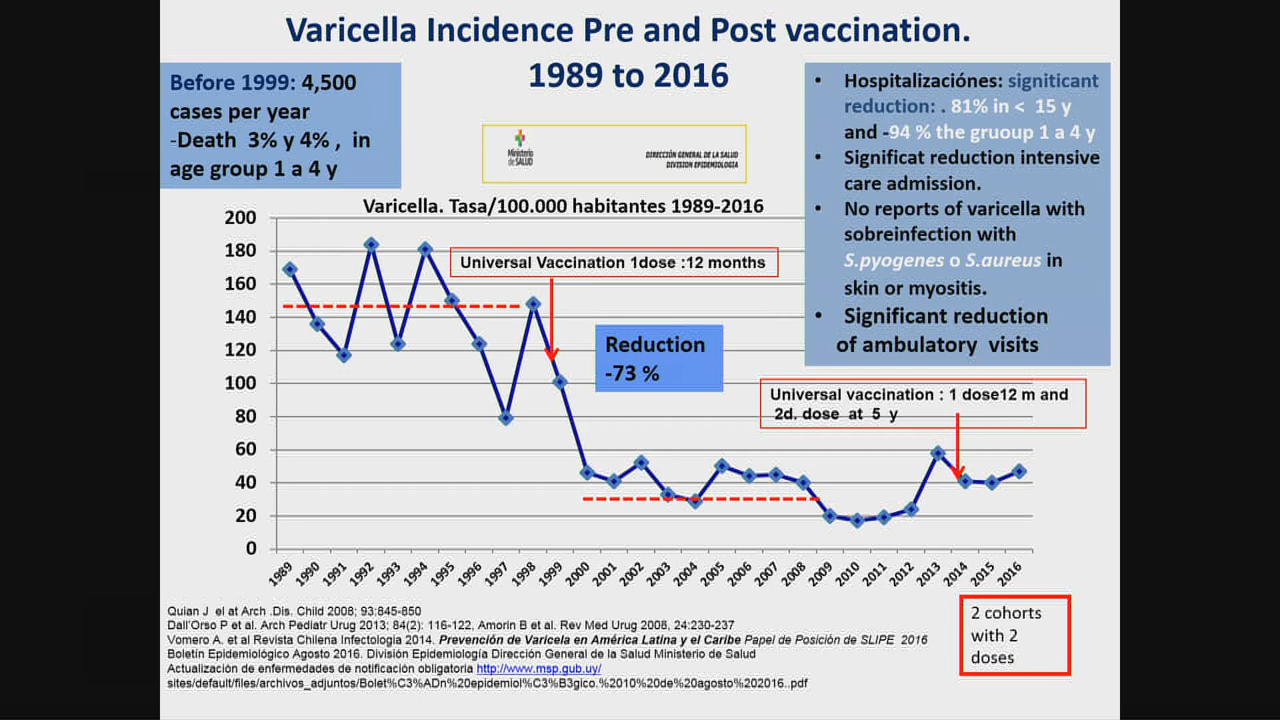 Varicella Incidence Pre and Post vaccination.
1989 to 2016
Before 1999: 4,500
cases per year
-Death 3% y 4% , in
age group 1 a 4 y
Ministerio
de SALUD
DIRECCIÓN GENERAL DE LA SALUD
DIVISION EPIDEMIOLOGIA
• Hospitalizaciónes: signiticant
reduction: . 81% in < 15 y
and -94 % the gruoup 1 a 4 y
• Significat reduction intensive
care admission.
• No reports of varicella with
sobreinfection with
S.pyogenes o S.aureus in
skin or myositis.
• Significant reduction
of ambulatory visits
Varicella. Tasa/100.000 habitantes 1989-2016
200
180
160
140
120
100
80
60
40
20
0
Universal Vaccination 1dose :12 months
Reduction
-73 %
Universal vaccination : 1 dose12 m and
2d. dose at 5 y
1989 1990 1991 1992 1993 1994 1995 1996 1997 1998 1999 2000 2001 2002 2003 2004 2005 2006 2007 2008 2009 2010 2011 2012 2013 2014 2015 2016
Quian J el at Arch .Dis. Child 2008; 93:845-850
Dall'Orso P et al. Arch Pediatr Urug 2013; 84(2): 116-122, Amorin B et al. Rev Med Urug 2008, 24:230-237
Vomero A. et al Revista Chilena Infectologia 2014. Prevención de Varicela en América Latina y el Caribe Papel de Posición de SLIPE 2016
Boletín Epidemiológico Agosto 2016. División Epidemiología Dirección General de la Salud Ministerio de Salud
Actualización de enfermedades de notificación obligatoria http://www.msp.gub.uy/
sites/default/files/archivos_adjuntos/Bolet%C3%ADn%20epidemiol%C3%B3gico.%2010%20de%20agosto%202016..pdf
2 cohorts
with 2
doses